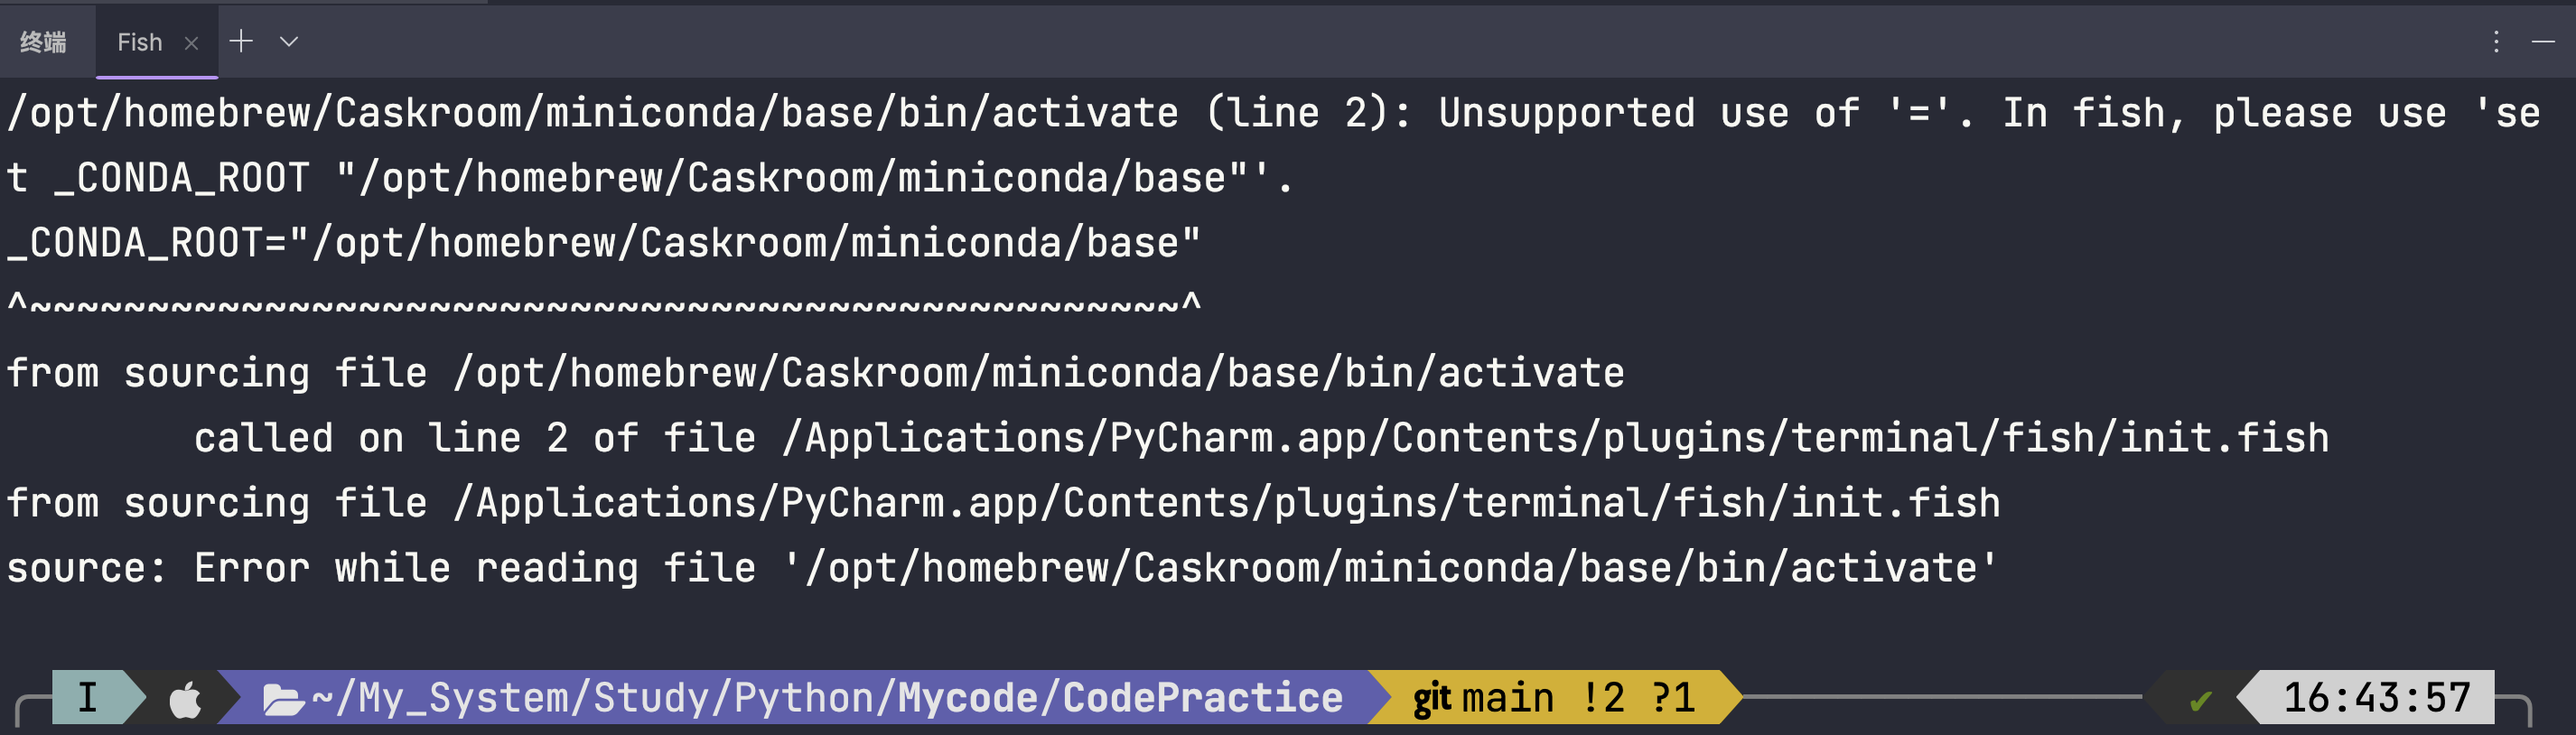 终端 Fish
/opt/homebrew/Caskroom/miniconda/base/bin/activate (line 2): Unsupported use of '='. In fish, please use 'se
t _CONDA_ROOT "/opt/homebrew/Caskroom/miniconda/base"'.
_CONDA_ROOT="/opt/homebrew/Caskroom/miniconda/base"
^~~~~~~~~~~~~~~~~~~~~~~~~~~~~~~~~~~~~~~~~~~~~~~~~~^
from sourcing file /opt/homebrew/Caskroom/miniconda/base/bin/activate
	called on line 2 of file /Applications/PyCharm.app/Contents/plugins/terminal/fish/init.fish
from sourcing file /Applications/PyCharm.app/Contents/plugins/terminal/fish/init.fish
source: Error while reading file '/opt/homebrew/Caskroom/miniconda/base/bin/activate'
I ~/My_System/Study/Python/Mycode/CodePractice git main !2 ?1 ✔ 16:43:57